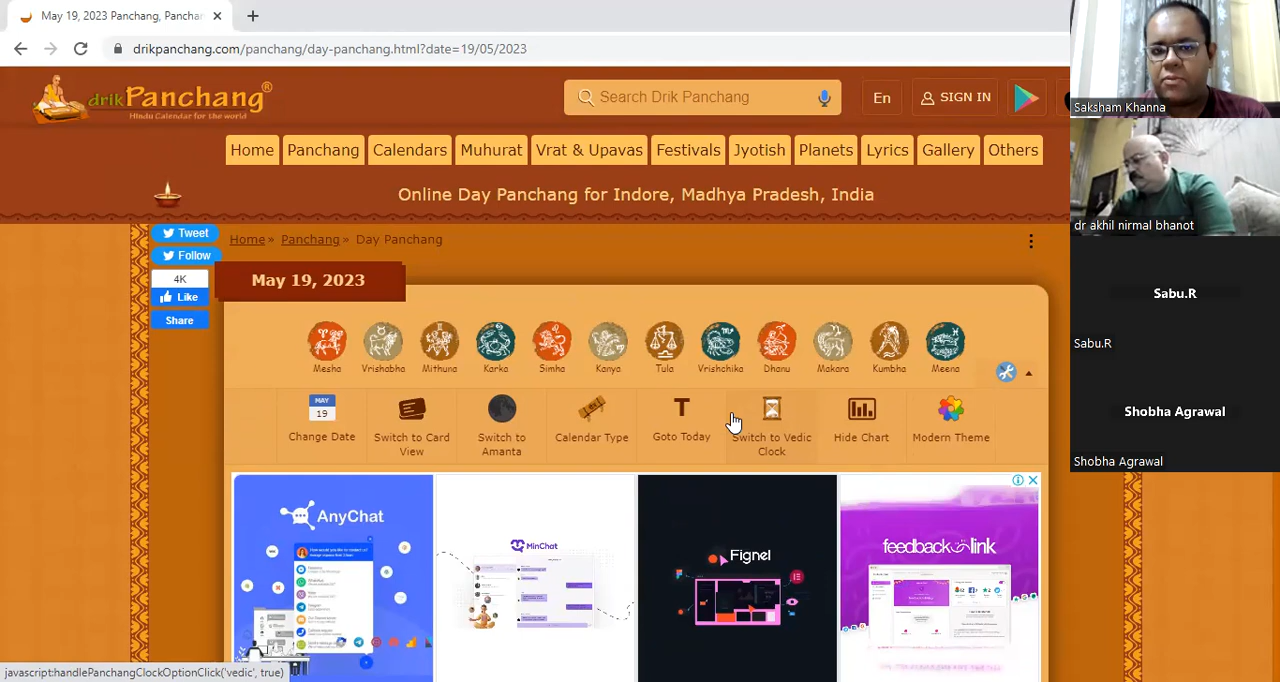 May 19, 2023 Panchang, Pancha
drikpanchang.com/panchang/day-panchang.html?date=19/05/2023
drik Panchang®
Hindu Calendar for the world
Search Drik Panchang
En
SIGN IN
Home
Panchang
Calendars
Muhurat
Vrat & Upavas
Festivals
Jyotish
Planets
Lyrics
Gallery
Others
Online Day Panchang for Indore, Madhya Pradesh, India
Tweet
Follow
4K
Like
Share
Home » Panchang » Day Panchang
May 19, 2023
Mesha
Vrishabha
Mithuna
Karka
Simha
Kanya
Tula
Vrishchika
Dhanu
Makara
Kumbha
Meena
MAY
19
Change Date
Switch to Card
View
Switch to
Amanta
Calendar Type
T
Goto Today
Switch to Vedic
Clock
Hide Chart
Modern Theme
AnyChat
MinChat
Fignel
feedback link
javascript:handlePanchangClockOptionClick('vedic', true)
Saksham Khanna
dr akhil nirmal bhanot
Sabu.R
Sabu.R
Shobha Agrawal
Shobha Agrawal